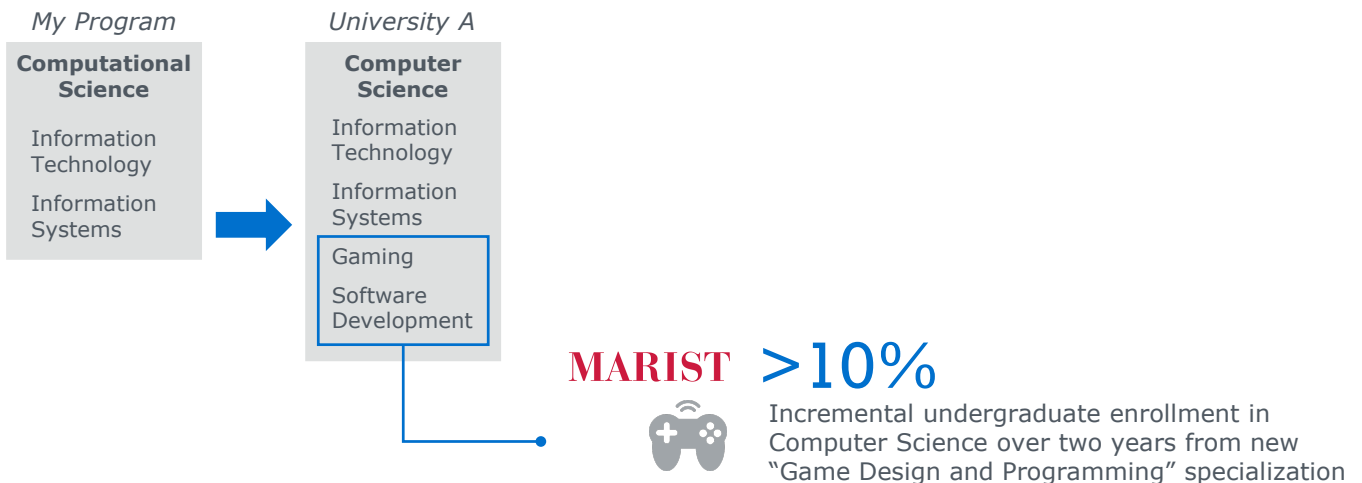 My Program
Computational
Science
Information
Technology
Information
Systems
University A
Computer
Science
Information
Technology
Information
Systems
Gaming
Software
Development
MARIST
>10%
Incremental undergraduate enrollment in
Computer Science over two years from new
“Game Design and Programming” specialization